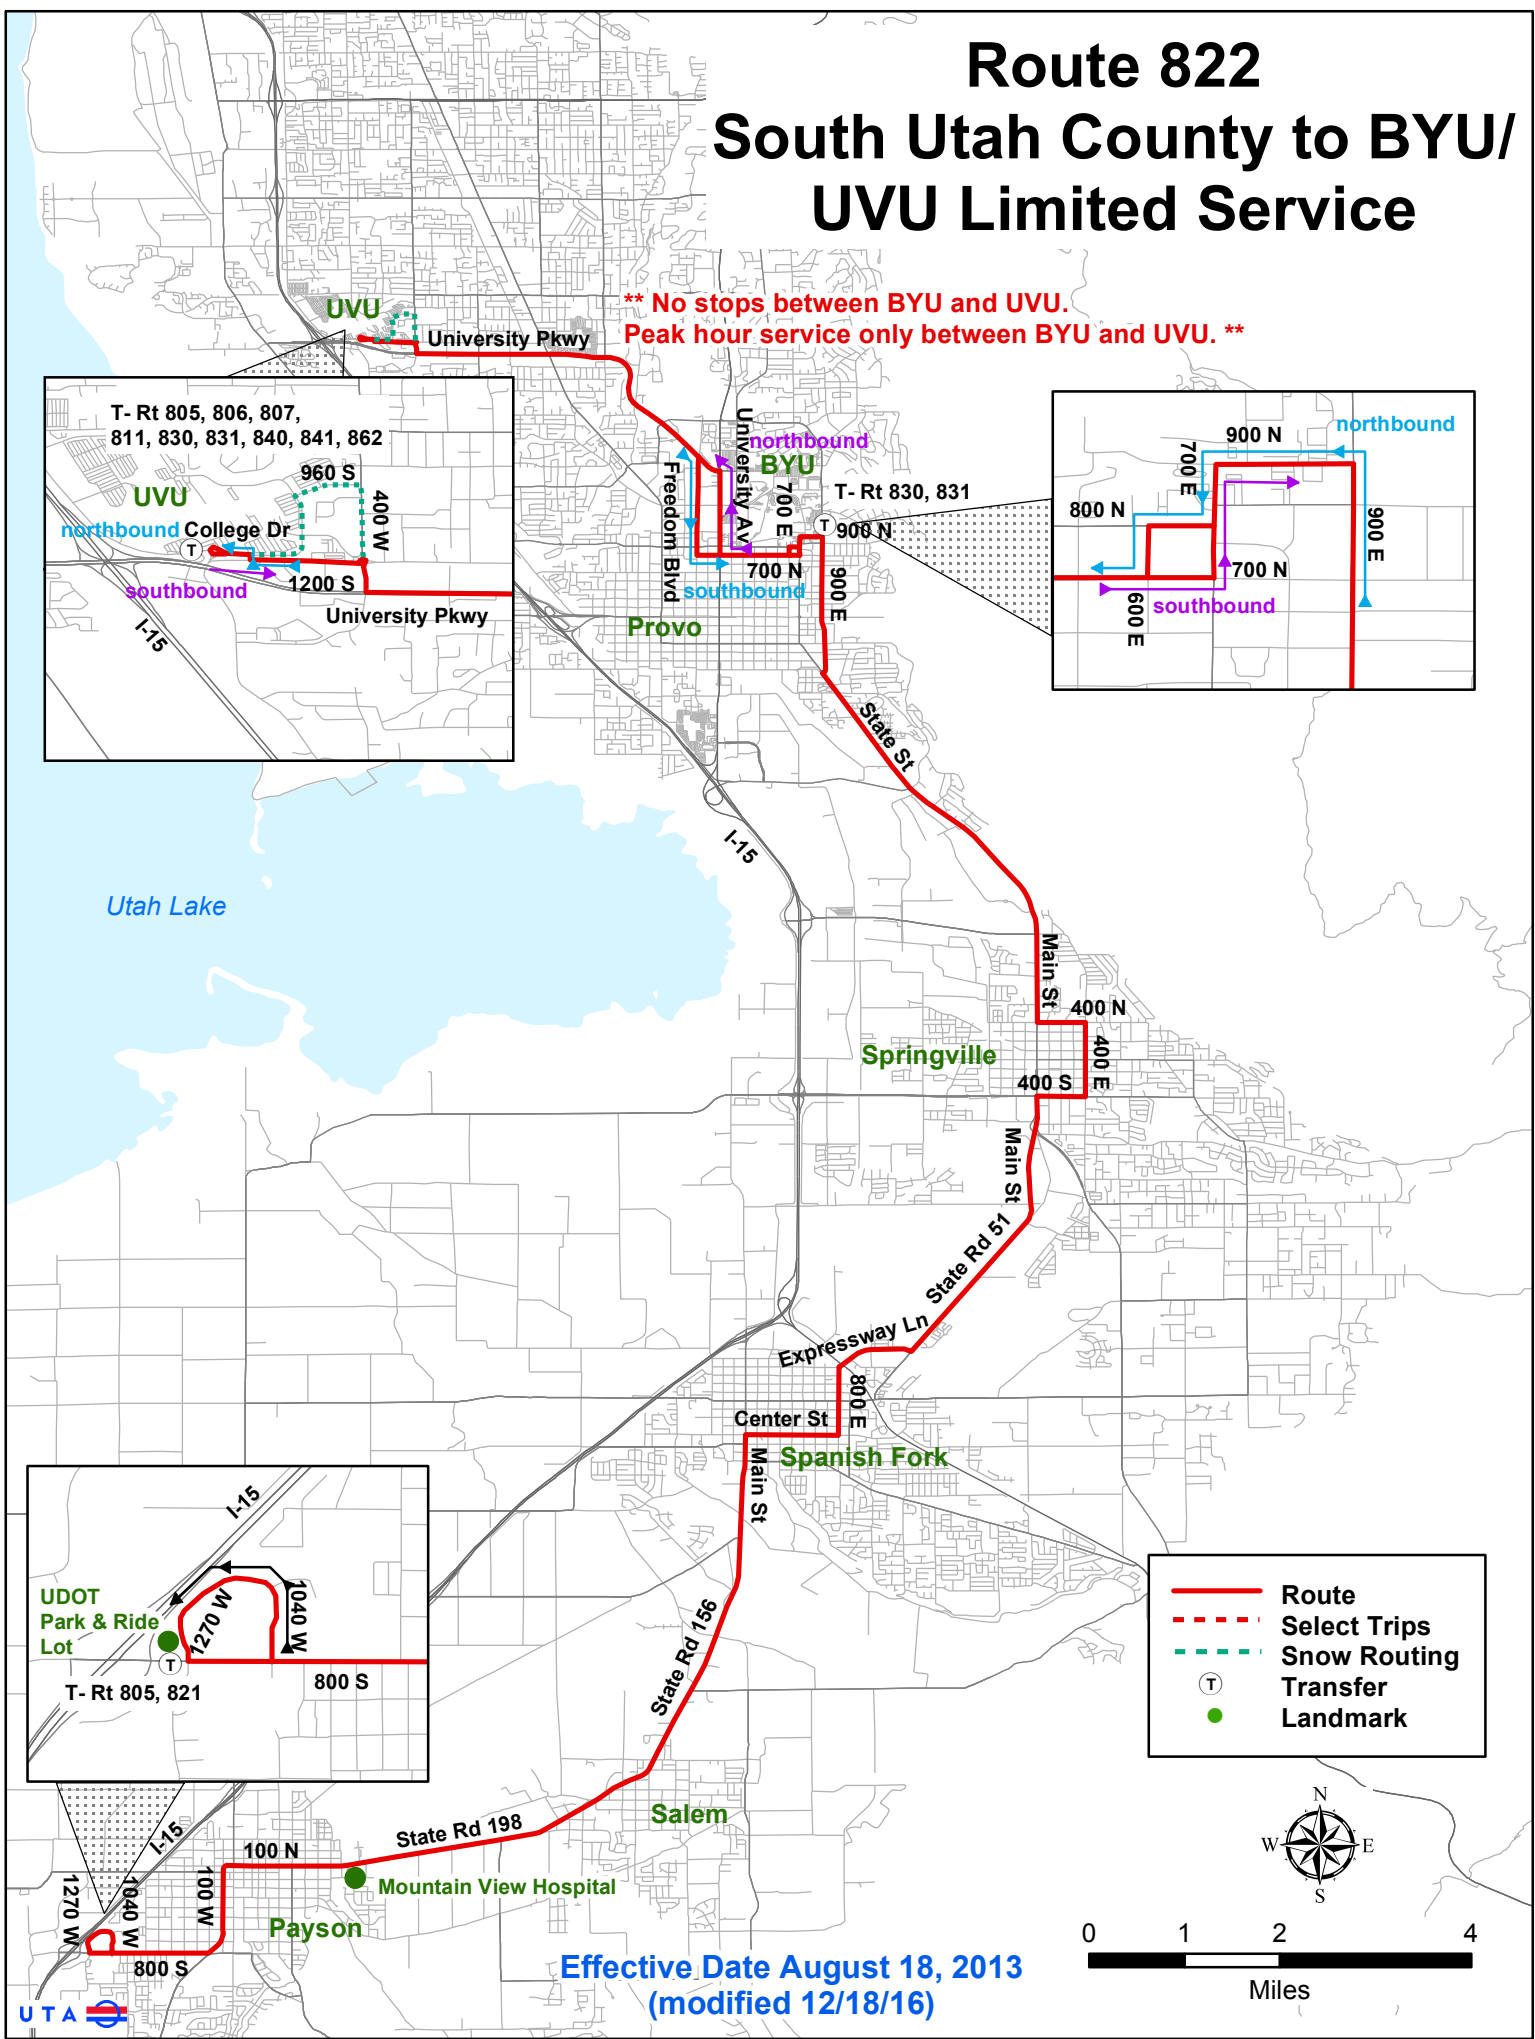 Route 822
South Utah County to BYU/
UVU Limited Service
** No stops between BYU and UVU.
Peak hour service only between BYU and UVU. **
UVU
University Pkwy
T- Rt 805, 806, 807,
811, 830, 831, 840, 841, 862
960 S
UVU
400 W
northbound
College Dr
T
1200 S
southbound
University Pkwy
I-15
University Av
northbound
BYU
Freedom Blvd
700 E
T- Rt 830, 831
T
900 N
700 N
900 E
southbound
Provo
900 N
northbound
700 E
800 N
900 E
700 N
southbound
600 E
State St
I-15
Utah Lake
Main St
400 N
Springville
400 E
400 S
Main St
State Rd 51
Expressway Ln
800 E
Center St
Spanish Fork
Main St
I-15
UDOT
Park & Ride
Lot
1270 W
1040 W
T
T- Rt 805, 821
800 S
State Rd 156
Route
Select Trips
Snow Routing
T
Transfer
Landmark
Salem
State Rd 198
100 N
I-15
Mountain View Hospital
1270 W
1040 W
100 W
Payson
800 S
N
W
E
S
0
1
2
4
Miles
Effective Date August 18, 2013
(modified 12/18/16)
UTA